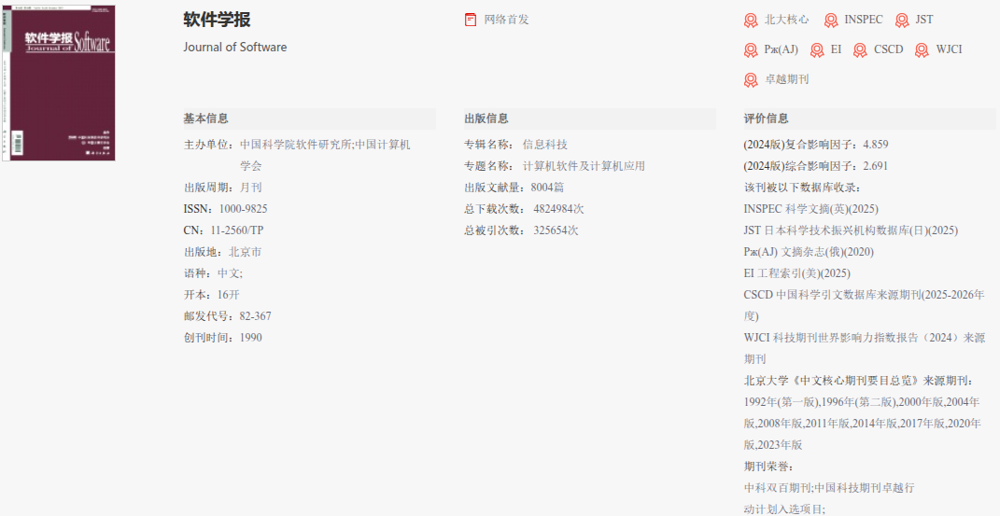 软件学报
Journal of Software
软件学报
Journal of Software
网络首发
北大核心 INSPEC JST
Pж(AJ) EI CSCD WJCI
卓越期刊
基本信息
主办单位：中国科学院软件研究所;中国计算机
学会
出版周期：月刊
ISSN：1000-9825
CN：11-2560/TP
出版地：北京市
语种：中文;
开本：16开
邮发代号：82-367
创刊时间：1990
出版信息
专辑名称：信息科技
专题名称：计算机软件及计算机应用
出版文献量：8004篇
总下载次数：4824984次
总被引次数：325654次
评价信息
(2024版)复合影响因子：4.859
(2024版)综合影响因子：2.691
该刊被以下数据库收录：
INSPEC 科学文摘(英)(2025)
JST 日本科学技术振兴机构数据库(日)(2025)
Pж(AJ) 文摘杂志(俄)(2020)
EI 工程索引(美)(2025)
CSCD 中国科学引文数据库来源期刊(2025-2026年
度)
WJCI 科技期刊世界影响力指数报告（2024）来源
期刊
北京大学《中文核心期刊要目总览》来源期刊：
1992年(第一版),1996年(第二版),2000年版,2004年
版,2008年版,2011年版,2014年版,2017年版,2020年
版,2023年版
期刊荣誉：
中科双百期刊;中国科技期刊卓越行
动计划入选项目;